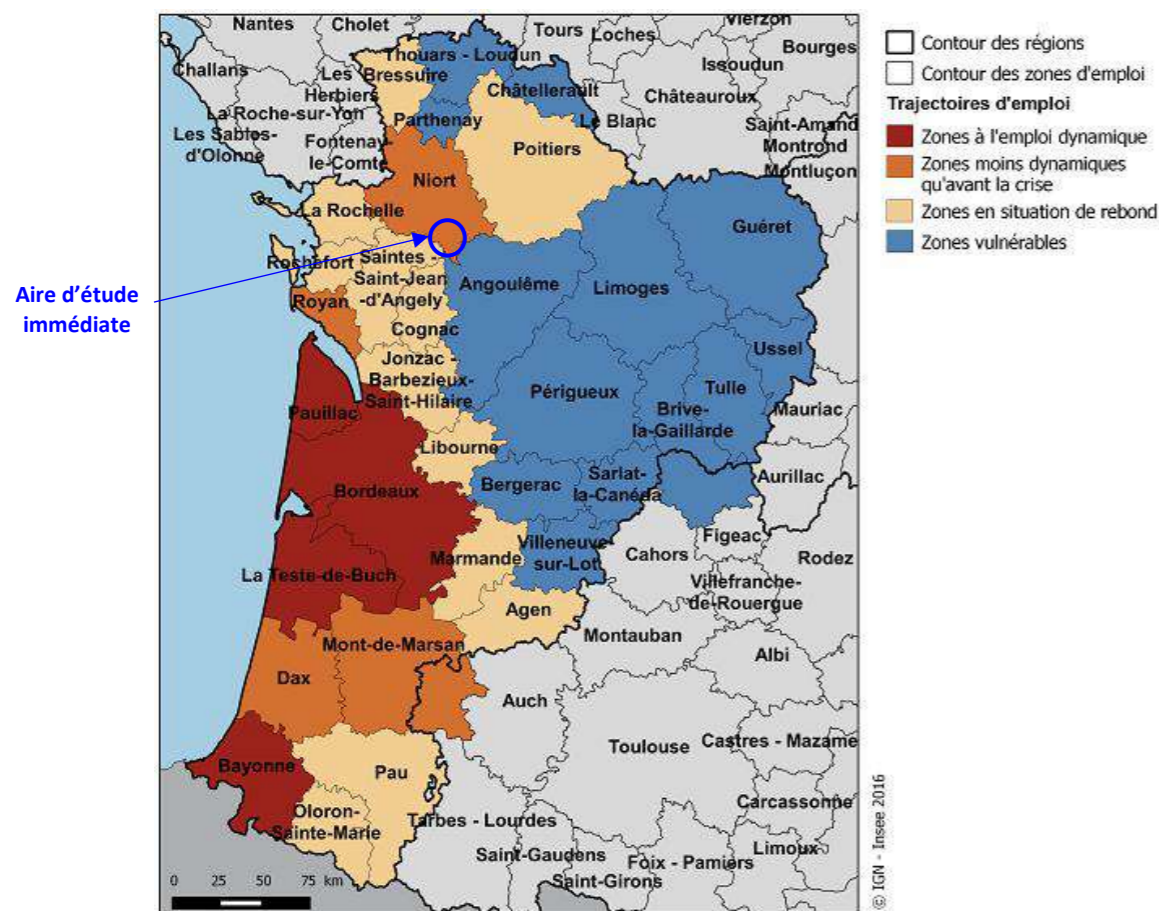 Nantes
Cholet
Tours
Loches
Vierzon
Bourges
Challans
Les
Herbiers
Bressuire
Thouars - Loudun
Issoudun
Châtellerault
Châteauroux
La Roche-sur-Yon
Parthenay
Le Blanc
Saint-Amand
Montrond
Les Sables-
d'Olonne
Fontenay-
le-Comte
Poitiers
Montluçon
Niort
La Rochelle
Guéret
Rochefort
Saintes -
Saint-Jean
-d'Angely
Angoulême
Limoges
Royan
Cognac
Ussel
Jonzac -
Barbezieux-
Saint-Hilaire
Périgueux
Tulle
Pauillac
Brive-
la-Gaillarde
Mauriac
Libourne
Bergerac
Sarlat-
la-Canéda
Aurillac
Bordeaux
Marmande
Villeneuve-
sur-Lot
Cahors
Figeac
Rodez
La Teste-de-Buch
Villefranche-
de-Rouergue
Agen
Montauban
Mont-de-Marsan
Albi
Dax
Auch
Toulouse
Castres - Mazame
Bayonne
Pau
Carcassonne
Oloron-
Sainte-Marie
Tarbes - Lourdes
Saint-Gaudens
Foix - Pamiers
Limoux
Saint-Girons
0 25 50 75 km
Aire d'étude
immédiate
Contour des régions
Contour des zones d'emploi
Trajectoires d'emploi
Zones à l'emploi dynamique
Zones moins dynamiques
qu'avant la crise
Zones en situation de rebond
Zones vulnérables
© IGN - Insee 2016